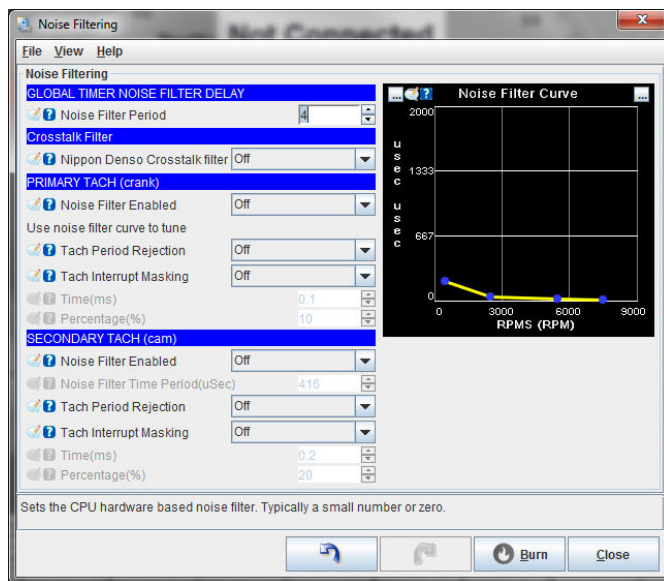 Not Connected
Noise Filtering
File View Help
Noise Filtering
GLOBAL TIMER NOISE FILTER DELAY
Noise Filter Period 4
Crosstalk Filter
Nippon Denso Crosstalk filter Off
PRIMARY TACH (crank)
Noise Filter Enabled Off
Use noise filter curve to tune
Tach Period Rejection Off
Tach Interrupt Masking Off
Time(ms) 0.1
Percentage(%) 10
SECONDARY TACH (cam)
Noise Filter Enabled Off
Noise Filter Time Period(uSec) 416
Tach Period Rejection Off
Tach Interrupt Masking Off
Time(ms) 0.2
Percentage(%) 20
... Noise Filter Curve ...
2000
1333
667
0
usec usec
0 3000 6000 9000
RPMS (RPM)
Sets the CPU hardware based noise filter. Typically a small number or zero.
Burn Close